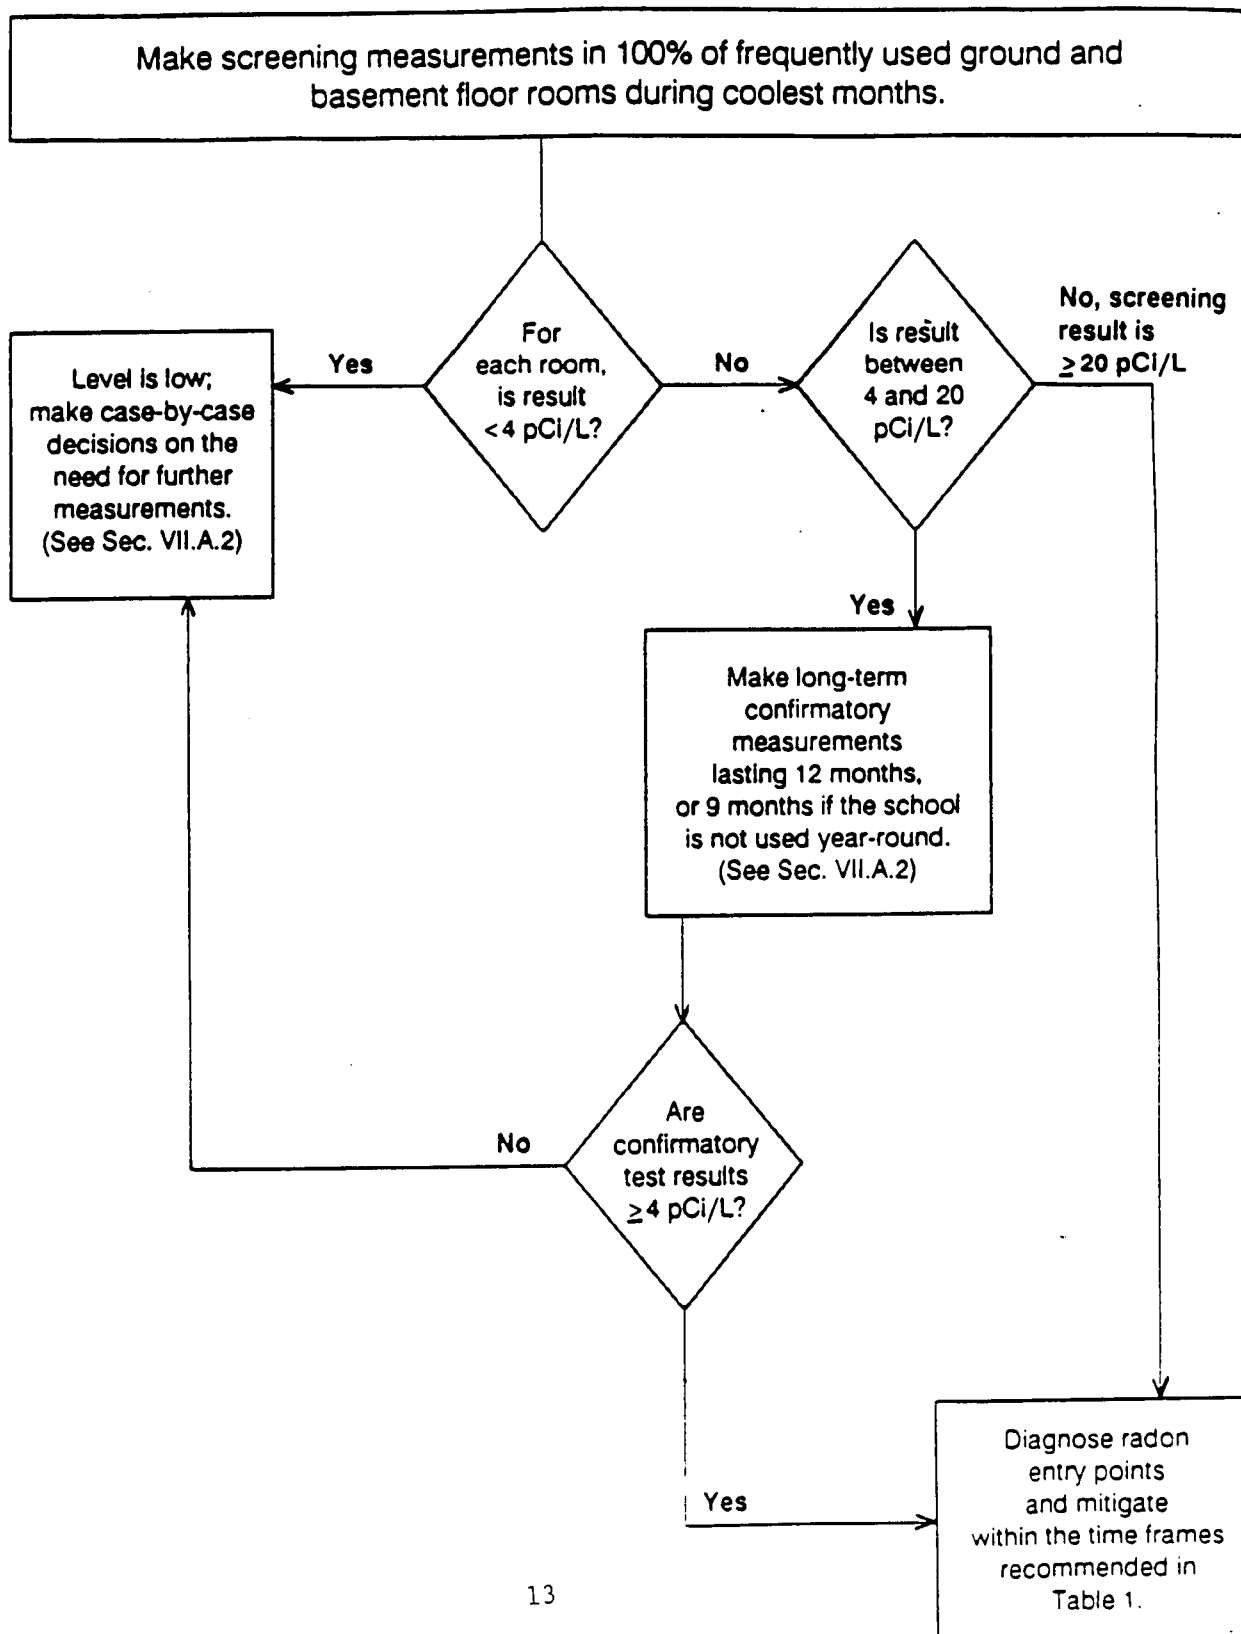 Make screening measurements in 100% of frequently used ground and
basement floor rooms during coolest months.
For
each room,
is result
<4 pCi/L?
Yes
No
Level is low;
make case-by-case
decisions on the
need for further
measurements.
(See Sec. VII.A.2)
Is result
between
4 and 20
pCi/L?
No, screening
result is
≥20 pCi/L
Yes
Make long-term
confirmatory
measurements
lasting 12 months,
or 9 months if the school
is not used year-round.
(See Sec. VII.A.2)
Are
confirmatory
test results
≥4 pCi/L?
No
Yes
Diagnose radon
entry points
and mitigate
within the time frames
recommended in
Table 1.
13